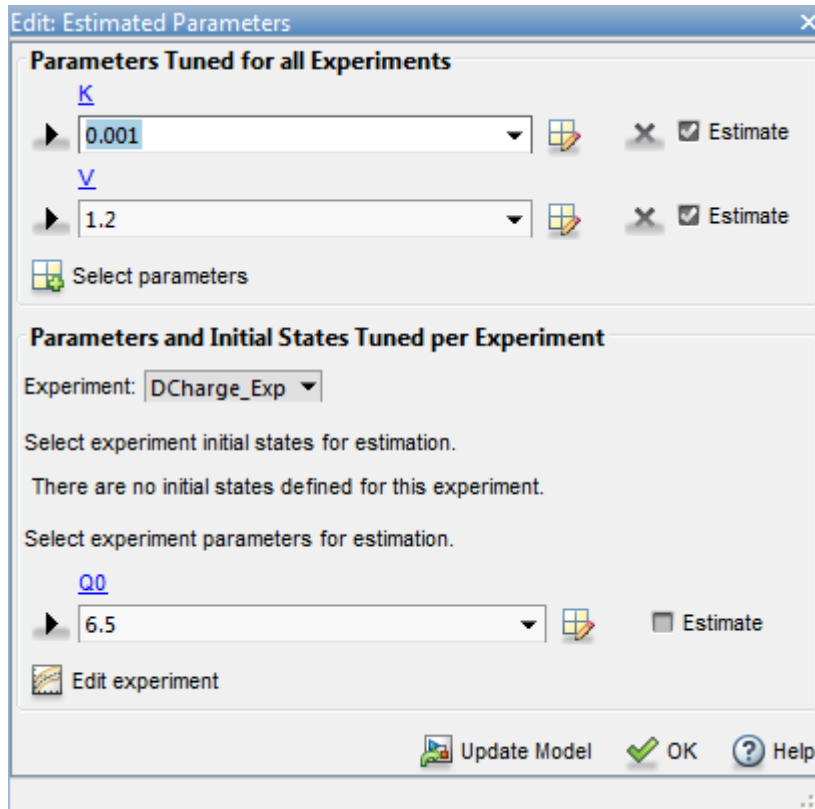 Edit: Estimated Parameters
Parameters Tuned for all Experiments
K
0.001 Estimate
V
1.2 Estimate
Select parameters
Parameters and Initial States Tuned per Experiment
Experiment: DCharge_Exp
Select experiment initial states for estimation.
There are no initial states defined for this experiment.
Select experiment parameters for estimation.
Q0
6.5 Estimate
Edit experiment
Update Model OK Help